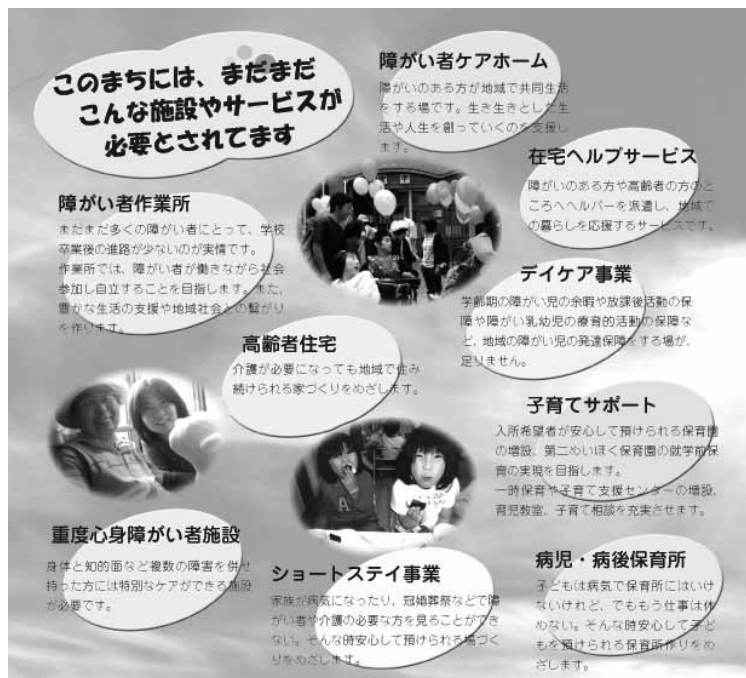 このまちには、まだまだ
こんな施設やサービスが
必要とされてます
障がい者ケアホーム
障がいのある方が地域で共同生活
をする場です。生き生きとした生
活や人生を創っていくのを支援し
ます。
在宅ヘルプサービス
障がいのある方や高齢者の方のと
ころへヘルパーを派遣し、地域で
の暮らしを応援するサービスです。
障がい者作業所
まだまだ多くの障がい者にとって、学校
卒業後の進路が少ないのが実情です。
作業所では、障がい者が働きながら社会
参加し自立することを目指します。また、
豊かな生活の支援や地域社会との繋がり
を作ります。
デイケア事業
学齢期の障がい児の余暇や放課後活動の保
障や障がい乳幼児の療育的活動の保障な
ど、地域の障がい児の発達保障をする場が、
足りません。
高齢者住宅
介護が必要になっても地域で住み
続けられる家づくりをめざします。
子育てサポート
入所希望者が安心して預けられる保育園
の増設、第二めいほく保育園の就学前保
育の実現を目指します。
一時保育や子育て支援センターの増設、
育児教室、子育て相談を充実させます。
重度心身障がい者施設
身体と知的面など複数の障害を併せ
持った方には特別なケアができる施設
が必要です。
ショートステイ事業
家族が病気になったり、冠婚葬祭などで障
がい者や介護の必要な方を見ることができ
ない。そんな時安心して預けられる場づく
りをめざします。
病児・病後保育所
子どもは病気で保育所にはいけ
ないけれど、でももう仕事は休
めない。そんな時安心して子ど
もを預けられる保育所作りをめ
ざします。